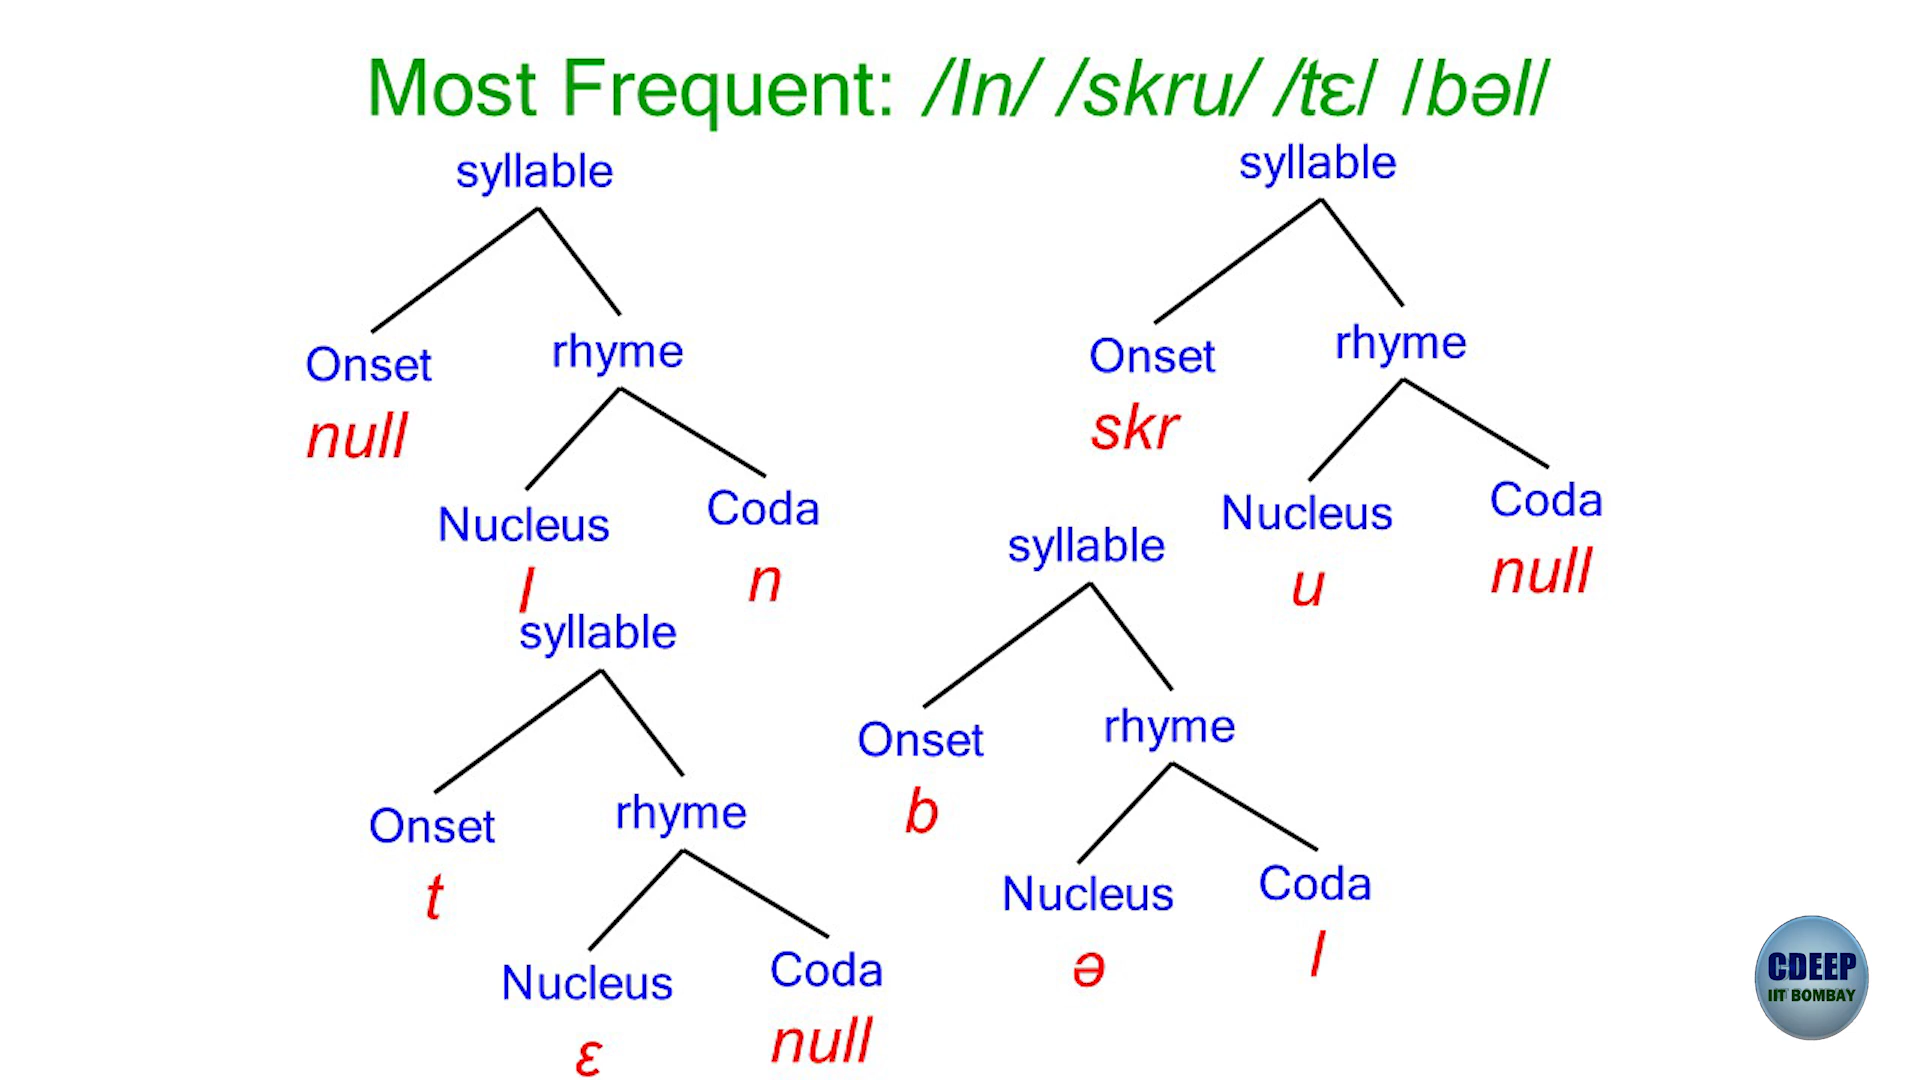 Most Frequent: /In/ /skru/ /tɛ/ /bəl/
syllable
Onset
null
rhyme
Nucleus
I
Coda
n
syllable
Onset
skr
rhyme
Nucleus
u
Coda
null
syllable
Onset
t
rhyme
Nucleus
ɛ
Coda
null
syllable
Onset
b
rhyme
Nucleus
ə
Coda
l
CDEEP
IIT BOMBAY